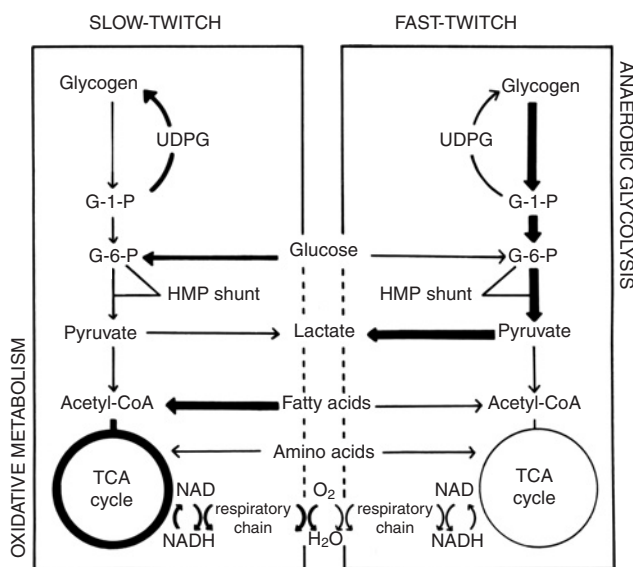 SLOW-TWITCH
FAST-TWITCH
OXIDATIVE METABOLISM
ANAEROBIC GLYCOLYSIS
Glycogen
UDPG
G-1-P
G-6-P
HMP shunt
Pyruvate
Acetyl-CoA
TCA
cycle
NAD
NADH
respiratory
chain
Glucose
Lactate
Fatty acids
Amino acids
O₂
H₂O
Glycogen
UDPG
G-1-P
G-6-P
HMP shunt
Pyruvate
Acetyl-CoA
TCA
cycle
NAD
NADH
respiratory
chain